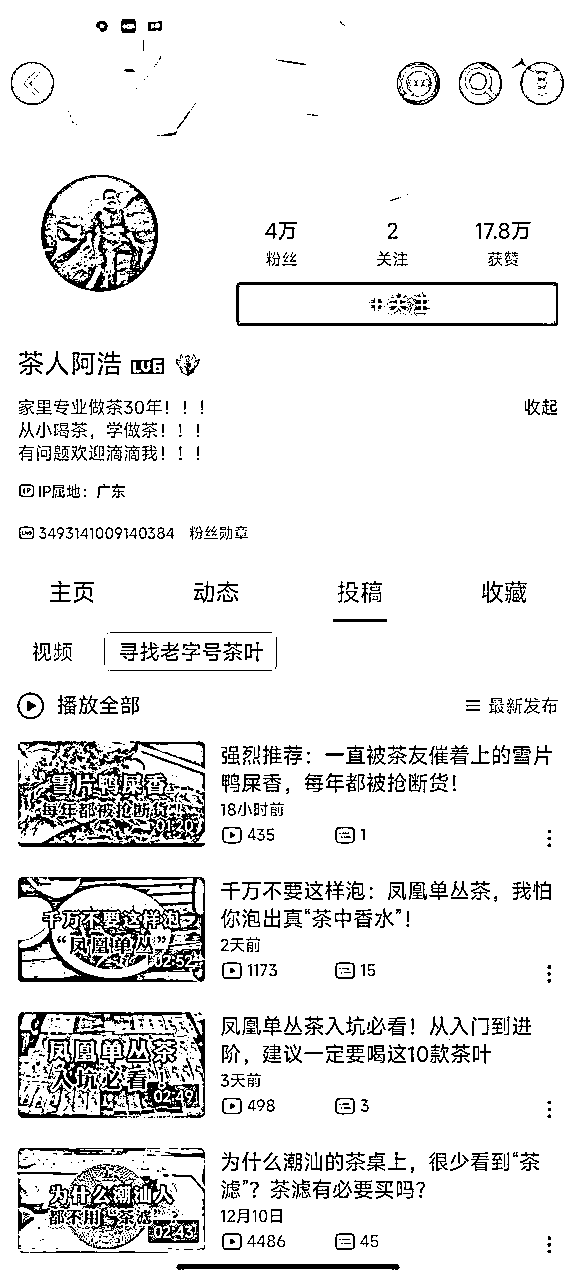 4万
2
17.8万
粉丝
关注
获赞
+关注
茶人阿浩 LV6
家里专业做茶30年！！！
收起
从小喝茶，学做茶！！！
有问题欢迎滴滴我！！！
IP属地：广东
3493141009140384 粉丝勋章
主页
动态
投稿
收藏
视频
寻找老字号茶叶
播放全部
最新发布
雪片鸭屎香
每年都被抢断货
01:20
强烈推荐：一直被茶友催着上的雪片
鸭屎香，每年都被抢断货！
18小时前
435
1
千万不要这样泡
“凤凰单丛”
02:52
千万不要这样泡：凤凰单丛茶，我怕
你泡出真“茶中香水”！
2天前
1173
15
凤凰单丛茶
入坑必看
02:49
凤凰单丛茶入坑必看！从入门到进
阶，建议一定要喝这10款茶叶
3天前
498
3
为什么潮汕人
都不用茶滤
02:43
为什么潮汕的茶桌上，很少看到“茶
滤”？茶滤有必要买吗？
12月10日
4486
45